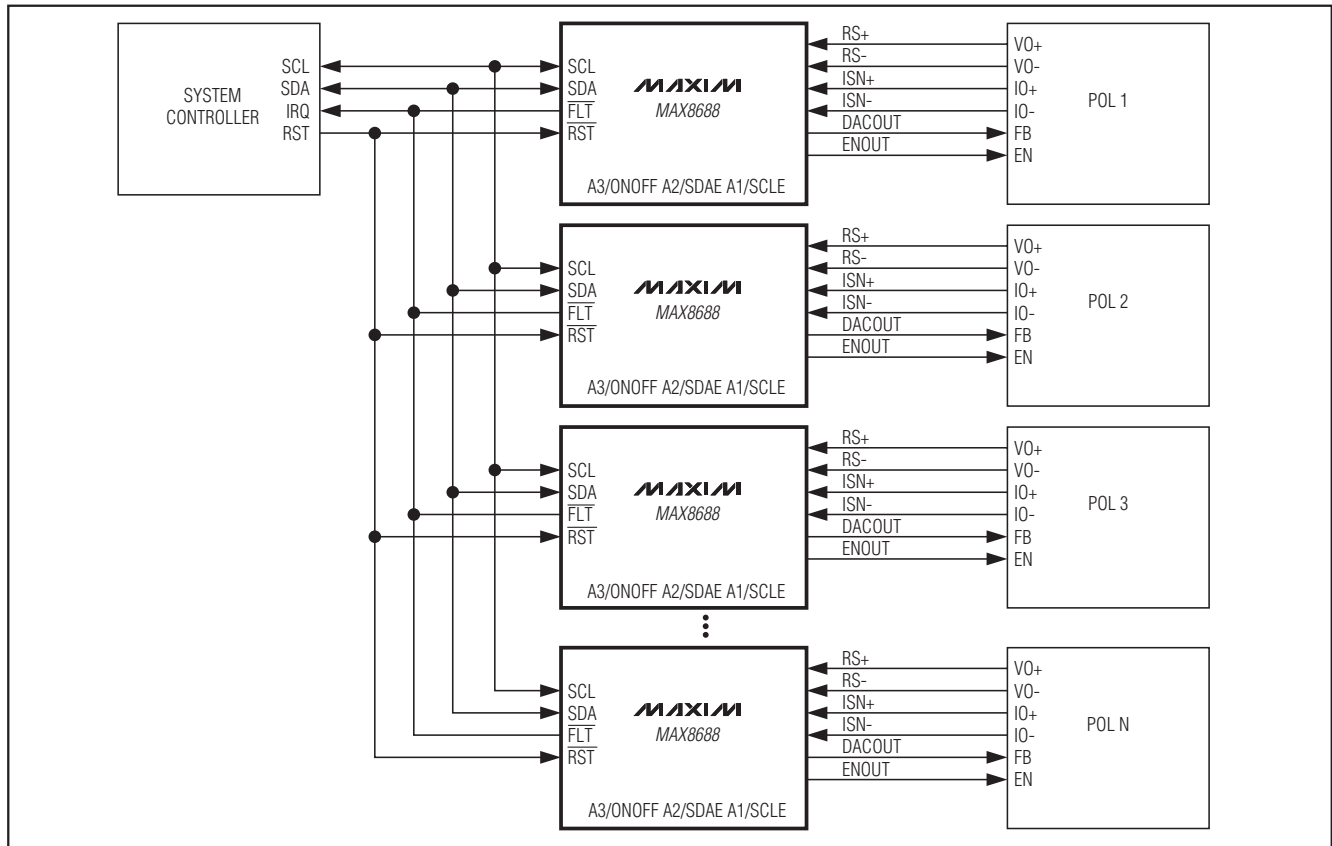 SYSTEM
CONTROLLER
SCL
SDA
IRQ
RST
SCL
SDA
FLT
RST
MAXIM
MAX8688
A3/ONOFF A2/SDAE A1/SCLE
RS+
RS-
ISN+
ISN-
DACOUT
ENOUT
VO+
VO-
IO+
IO-
FB
EN
POL 1
SCL
SDA
FLT
RST
MAXIM
MAX8688
A3/ONOFF A2/SDAE A1/SCLE
RS+
RS-
ISN+
ISN-
DACOUT
ENOUT
VO+
VO-
IO+
IO-
FB
EN
POL 2
SCL
SDA
FLT
RST
MAXIM
MAX8688
A3/ONOFF A2/SDAE A1/SCLE
RS+
RS-
ISN+
ISN-
DACOUT
ENOUT
VO+
VO-
IO+
IO-
FB
EN
POL 3
SCL
SDA
FLT
RST
MAXIM
MAX8688
A3/ONOFF A2/SDAE A1/SCLE
RS+
RS-
ISN+
ISN-
DACOUT
ENOUT
VO+
VO-
IO+
IO-
FB
EN
POL N